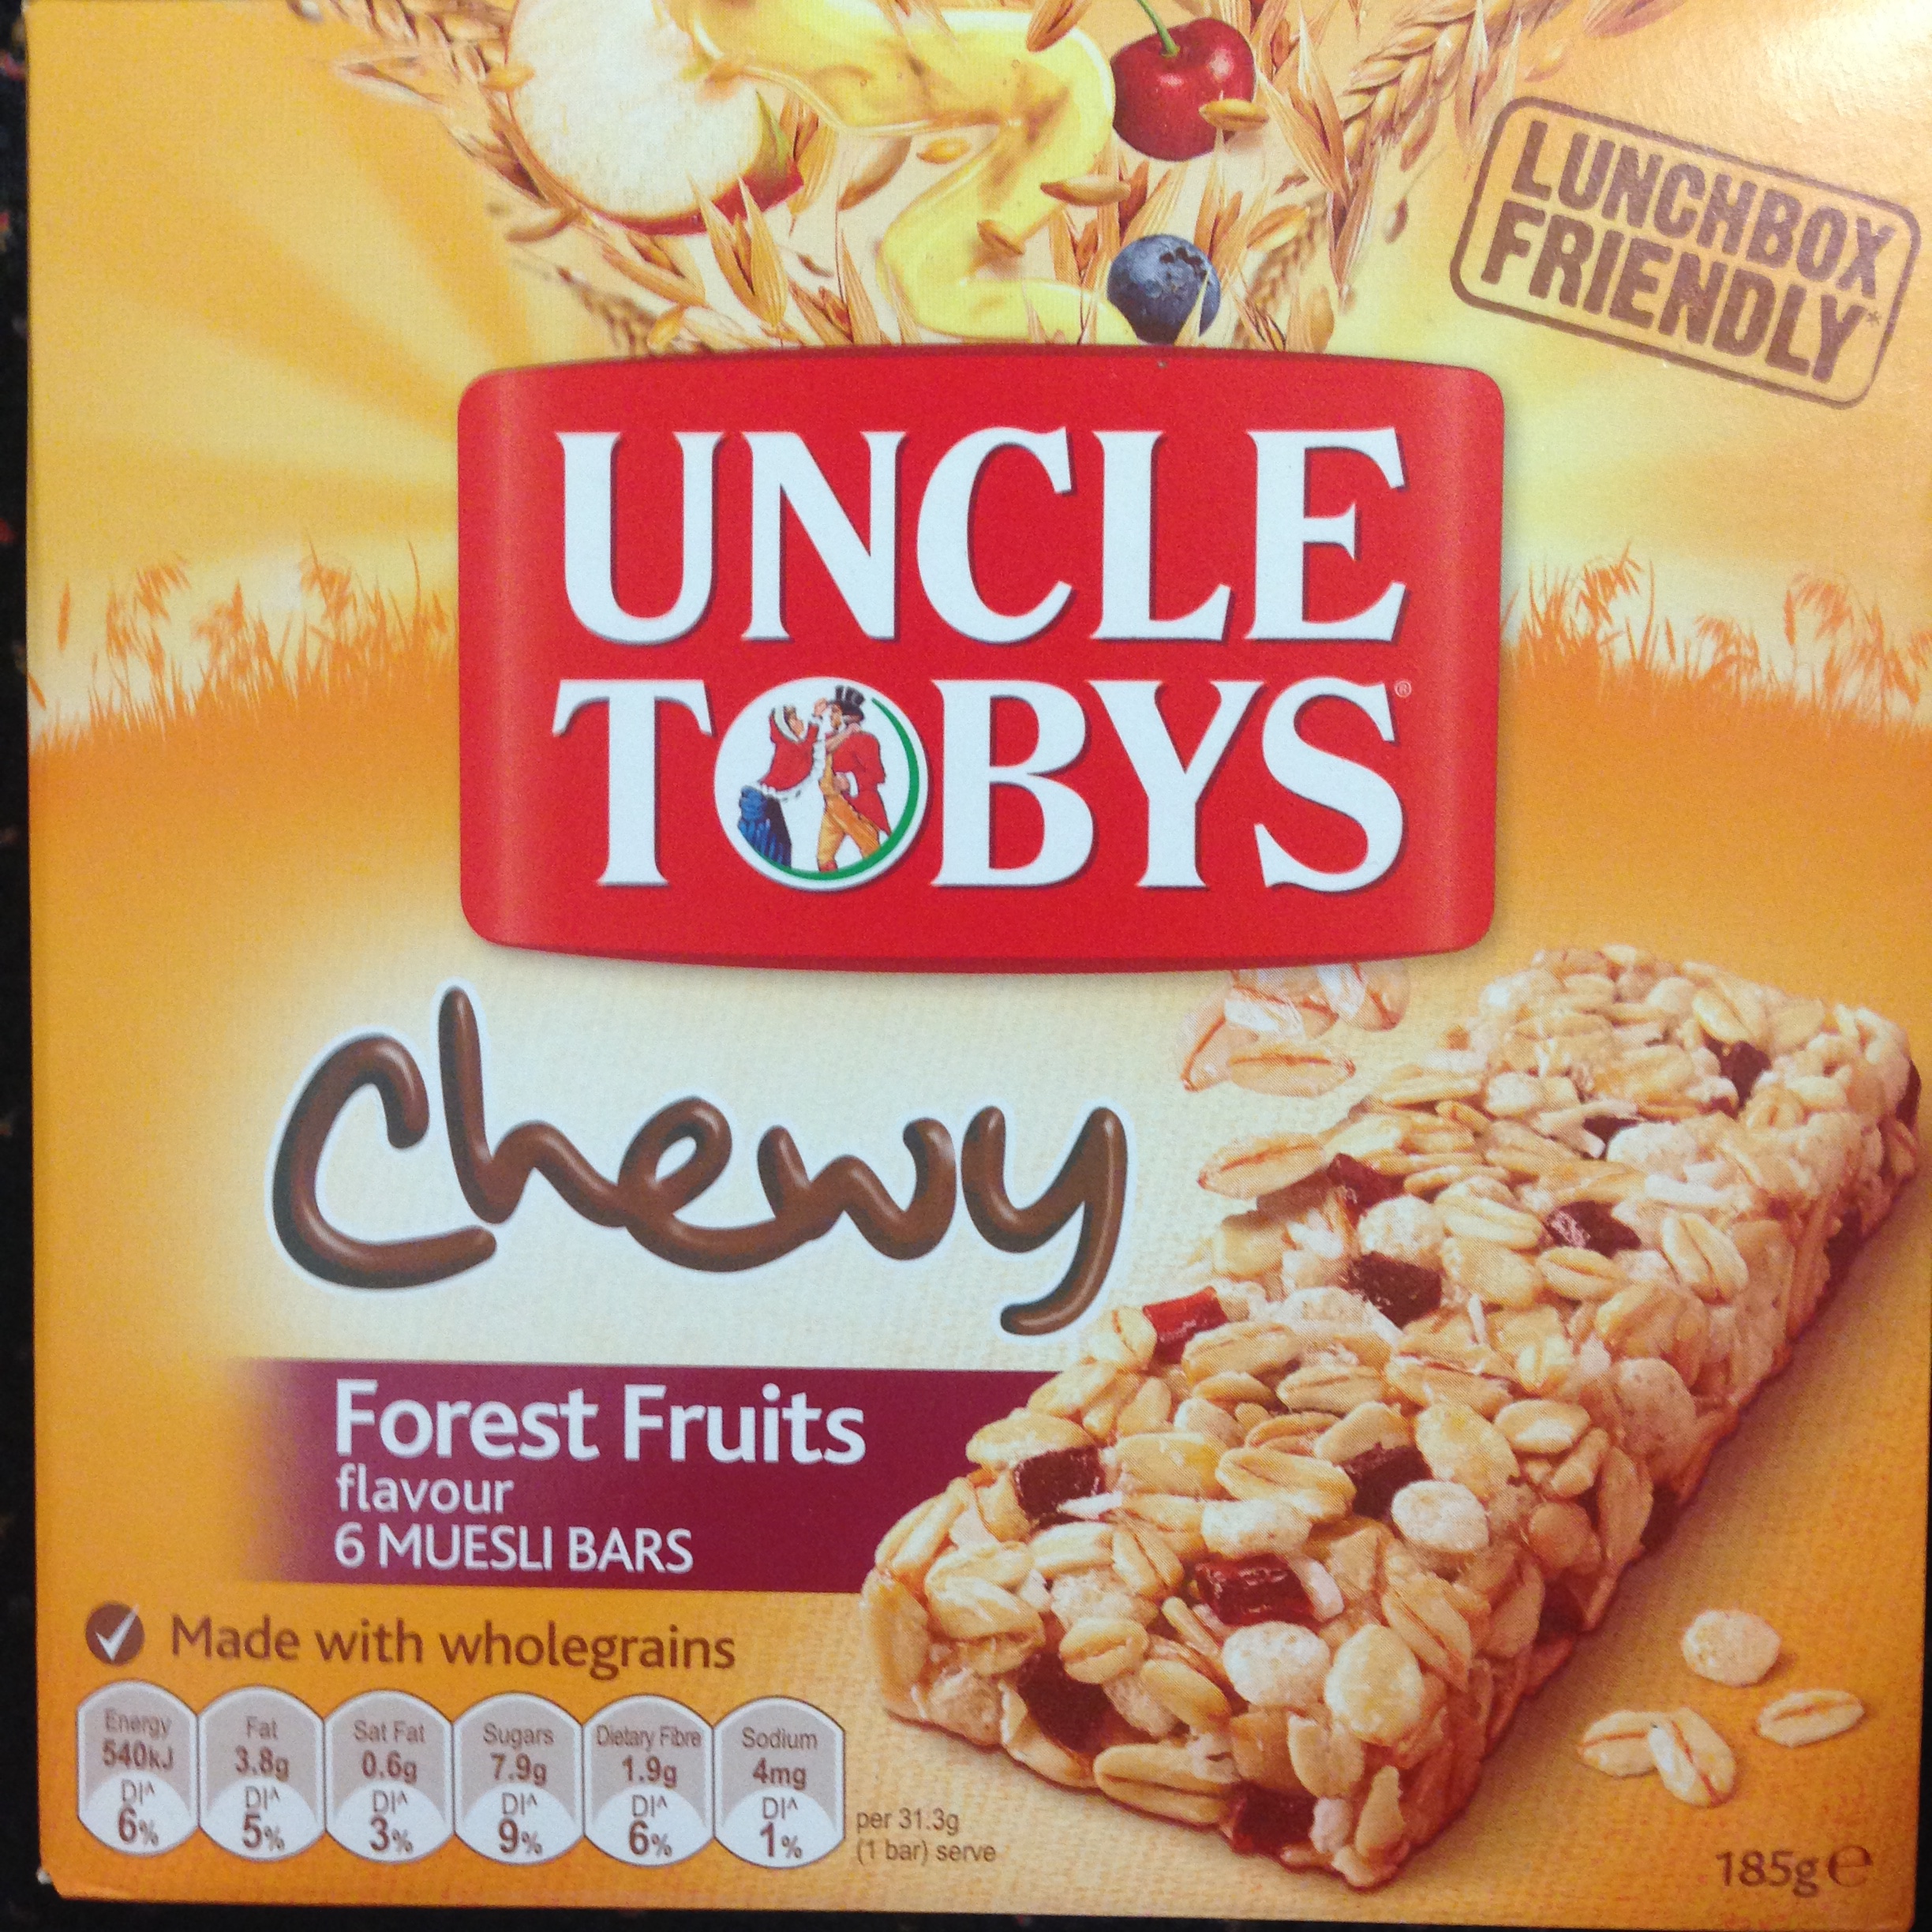 LUNCHBOX
FRIENDLY*
UNCLE
TOBYS®
Chewy
Forest Fruits
flavour
6 MUESLI BARS
Made with wholegrains
Energy
540kJ
DI^
6%
Fat
3.8g
DI^
5%
Sat Fat
0.6g
DI^
3%
Sugars
7.9g
DI^
9%
Dietary Fibre
1.9g
DI^
6%
Sodium
4mg
DI^
1%
per 31.3g
(1 bar) serve
185g e